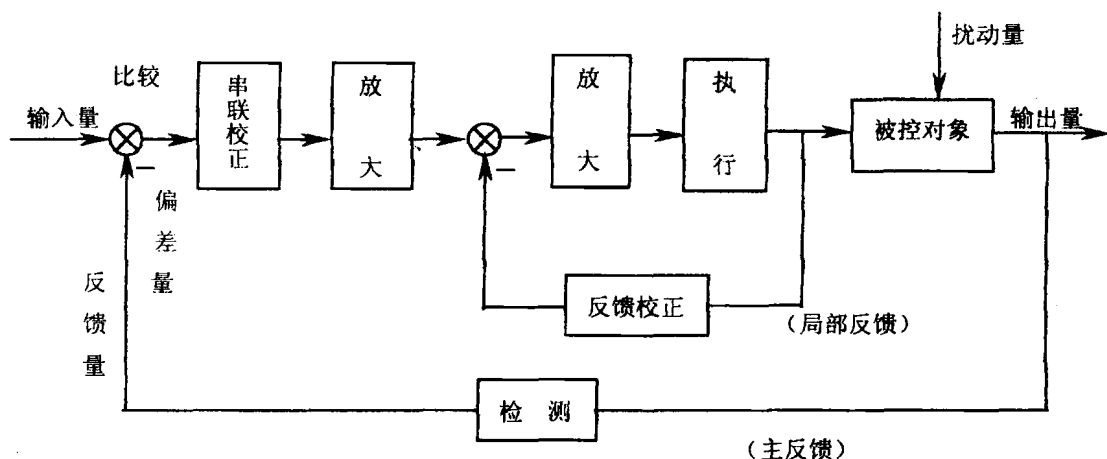 扰动量
比较
输入量
串联校正
放大
放大
执行
被控对象
输出量
偏差量
反馈量
反馈校正
（局部反馈）
检 测
（主反馈）